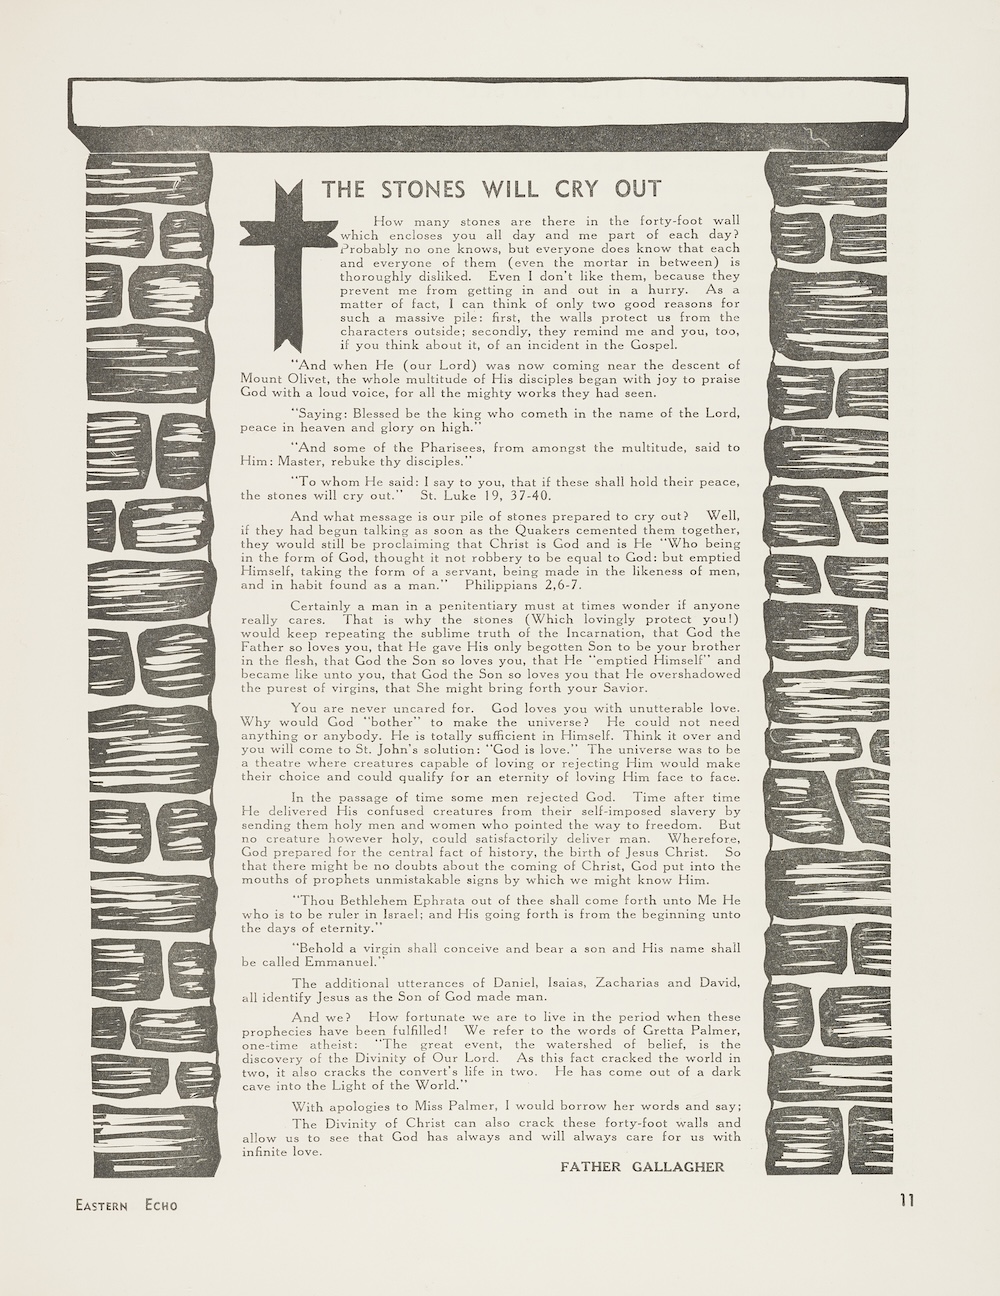 THE STONES WILL CRY OUT
How many stones are there in the forty-foot wall
which encloses you all day and me part of each day?
Probably no one knows, but everyone does know that each
and everyone of them (even the mortar in between) is
thoroughly disliked. Even I don't like them, because they
prevent me from getting in and out in a hurry. As a
matter of fact, I can think of only two good reasons for
such a massive pile: first, the walls protect us from the
characters outside; secondly, they remind me and you, too,
if you think about it, of an incident in the Gospel.
"And when He (our Lord) was now coming near the descent of
Mount Olivet, the whole multitude of His disciples began with joy to praise
God with a loud voice, for all the mighty works they had seen.
"Saying: Blessed be the king who cometh in the name of the Lord,
peace in heaven and glory on high."
"And some of the Pharisees, from amongst the multitude, said to
Him: Master, rebuke thy disciples."
"To whom He said: I say to you, that if these shall hold their peace,
the stones will cry out." St. Luke 19, 37-40.
And what message is our pile of stones prepared to cry out? Well,
if they had begun talking as soon as the Quakers cemented them together,
they would still be proclaiming that Christ is God and is He "Who being
in the form of God, thought it not robbery to be equal to God: but emptied
Himself, taking the form of a servant, being made in the likeness of men,
and in habit found as a man." Philippians 2,6-7.
Certainly a man in a penitentiary must at times wonder if anyone
really cares. That is why the stones (Which lovingly protect you!)
would keep repeating the sublime truth of the Incarnation, that God the
Father so loves you, that He gave His only begotten Son to be your brother
in the flesh, that God the Son so loves you, that He "emptied Himself" and
became like unto you, that God the Son so loves you that He overshadowed
the purest of virgins, that She might bring forth your Savior.
You are never uncared for. God loves you with unutterable love.
Why would God "bother" to make the universe? He could not need
anything or anybody. He is totally sufficient in Himself. Think it over and
you will come to St. John's solution: "God is love." The universe was to be
a theatre where creatures capable of loving or rejecting Him would make
their choice and could qualify for an eternity of loving Him face to face.
In the passage of time some men rejected God. Time after time
He delivered His confused creatures from their self-imposed slavery by
sending them holy men and women who pointed the way to freedom. But
no creature however holy, could satisfactorily deliver man. Wherefore,
God prepared for the central fact of history, the birth of Jesus Christ. So
that there might be no doubts about the coming of Christ, God put into the
mouths of prophets unmistakable signs by which we might know Him.
"Thou Bethlehem Ephrata out of thee shall come forth unto Me He
who is to be ruler in Israel; and His going forth is from the beginning unto
the days of eternity."
"Behold a virgin shall conceive and bear a son and His name shall
be called Emmanuel."
The additional utterances of Daniel, Isaias, Zacharias and David,
all identify Jesus as the Son of God made man.
And we? How fortunate we are to live in the period when these
prophecies have been fulfilled! We refer to the words of Gretta Palmer,
one-time atheist: "The great event, the watershed of belief, is the
discovery of the Divinity of Our Lord. As this fact cracked the world in
two, it also cracks the convert's life in two. He has come out of a dark
cave into the Light of the World."
With apologies to Miss Palmer, I would borrow her words and say;
The Divinity of Christ can also crack these forty-foot walls and
allow us to see that God has always and will always care for us with
infinite love.
FATHER GALLAGHER
EASTERN ECHO
11